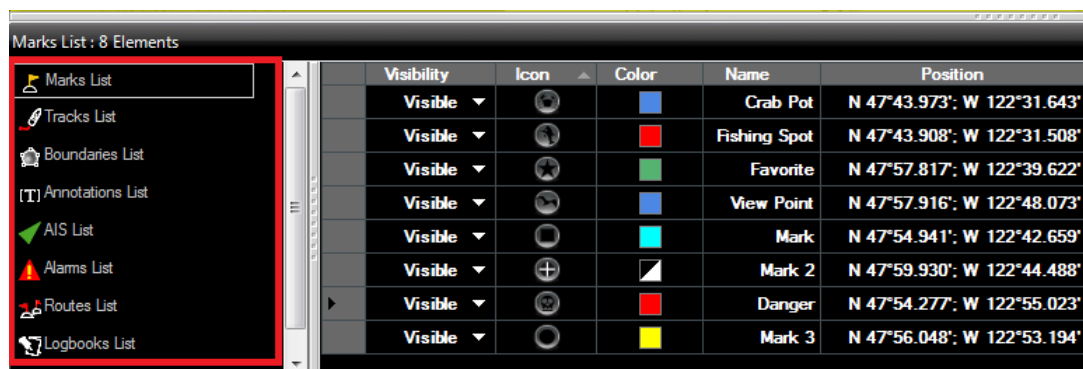 Marks List : 8 Elements
Marks List
Tracks List
Boundaries List
[T] Annotations List
AIS List
Alarms List
Routes List
Logbooks List
Visibility Icon Color Name Position
Visible Crab Pot N 47°43.973'; W 122°31.643'
Visible Fishing Spot N 47°43.908'; W 122°31.508'
Visible Favorite N 47°57.817'; W 122°39.622'
Visible View Point N 47°57.916'; W 122°48.073'
Visible Mark N 47°54.941'; W 122°42.659'
Visible Mark 2 N 47°59.930'; W 122°44.488'
Visible Danger N 47°54.277'; W 122°55.023'
Visible Mark 3 N 47°56.048'; W 122°53.194'